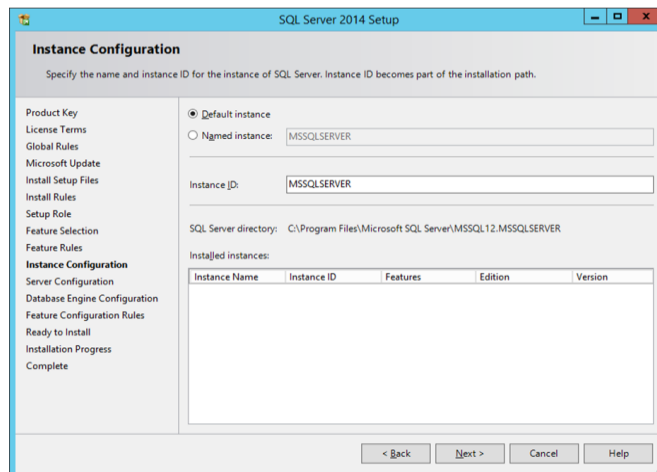 SQL Server 2014 Setup
Instance Configuration
Specify the name and instance ID for the instance of SQL Server. Instance ID becomes part of the installation path.
Product Key
License Terms
Global Rules
Microsoft Update
Install Setup Files
Install Rules
Setup Role
Feature Selection
Feature Rules
Instance Configuration
Server Configuration
Database Engine Configuration
Feature Configuration Rules
Ready to Install
Installation Progress
Complete
Default instance
Named instance: MSSQLSERVER
Instance ID: MSSQLSERVER
SQL Server directory: C:\Program Files\Microsoft SQL Server\MSSQL12.MSSQLSERVER
Installed instances:
Instance Name Instance ID Features Edition Version
< Back Next > Cancel Help